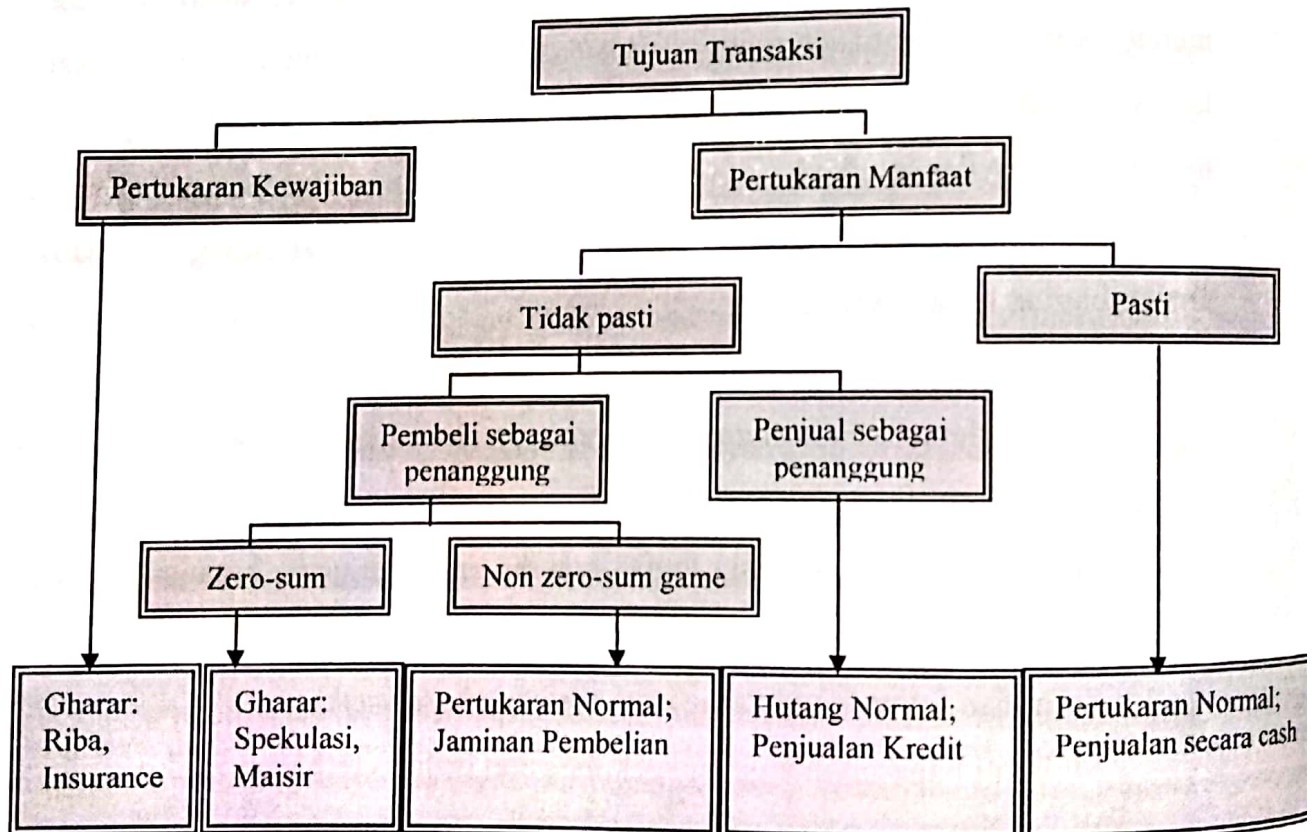 Tujuan Transaksi
Pertukaran Kewajiban
Pertukaran Manfaat
Tidak pasti
Pasti
Pembeli sebagai
penanggung
Penjual sebagai
penanggung
Zero-sum
Non zero-sum game
Gharar:
Riba,
Insurance
Gharar:
Spekulasi,
Maisir
Pertukaran Normal;
Jaminan Pembelian
Hutang Normal;
Penjualan Kredit
Pertukaran Normal;
Penjualan secara cash